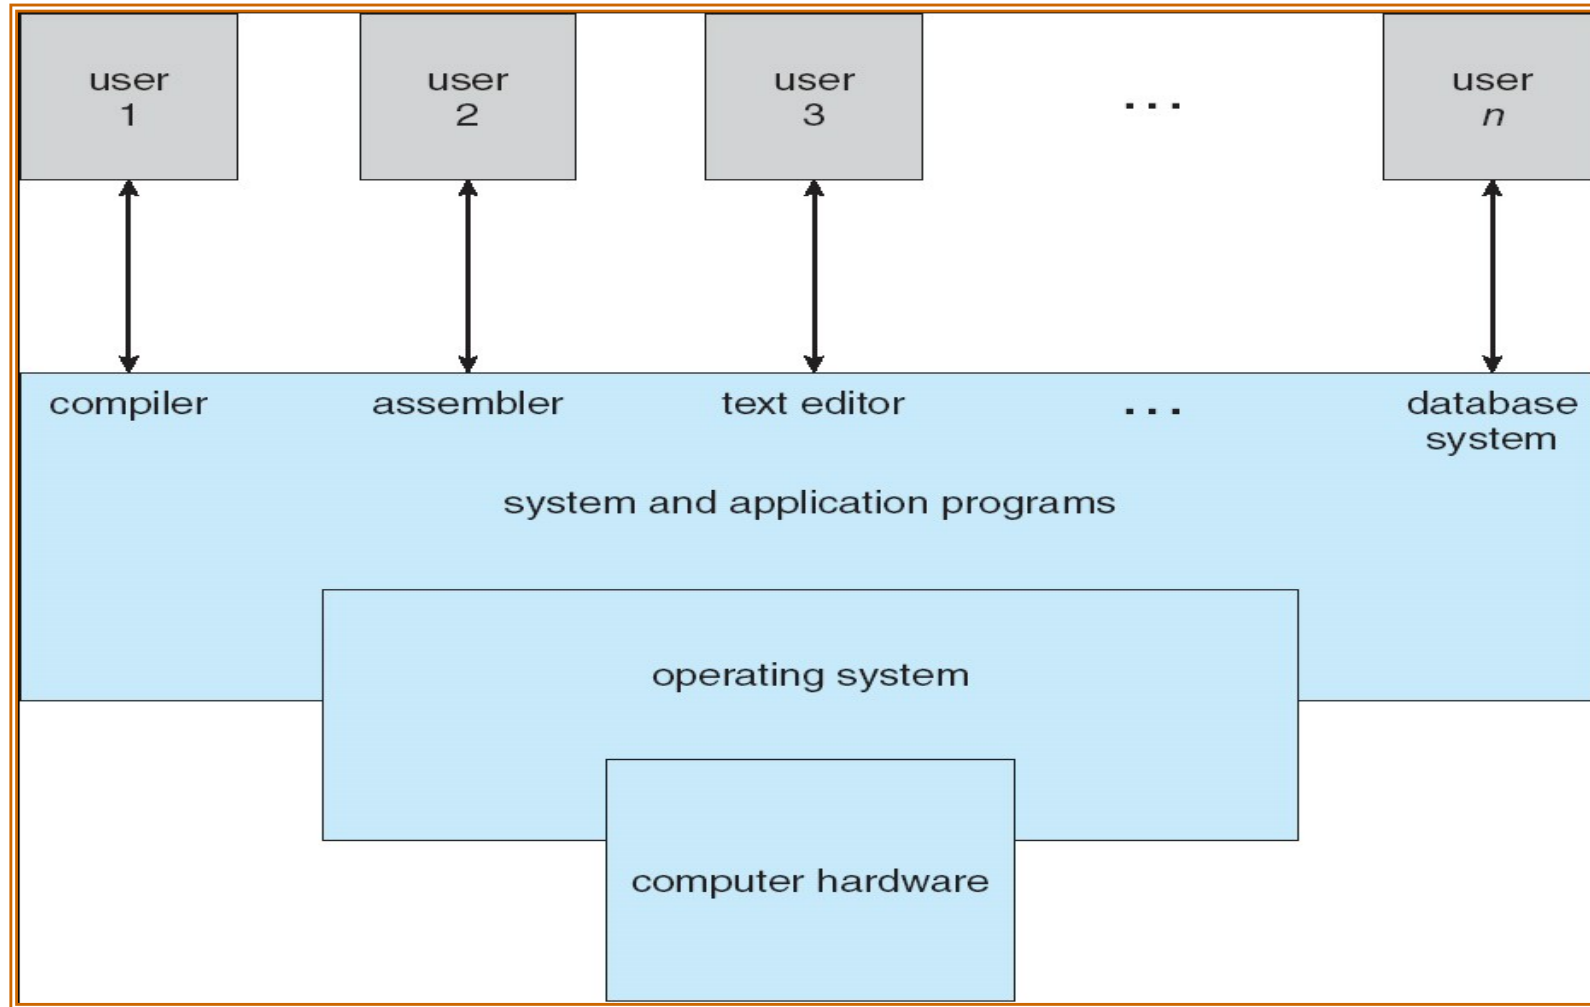 user
1
user
2
user
3
...
user
n
compiler
assembler
text editor
...
database
system
system and application programs
operating system
computer hardware